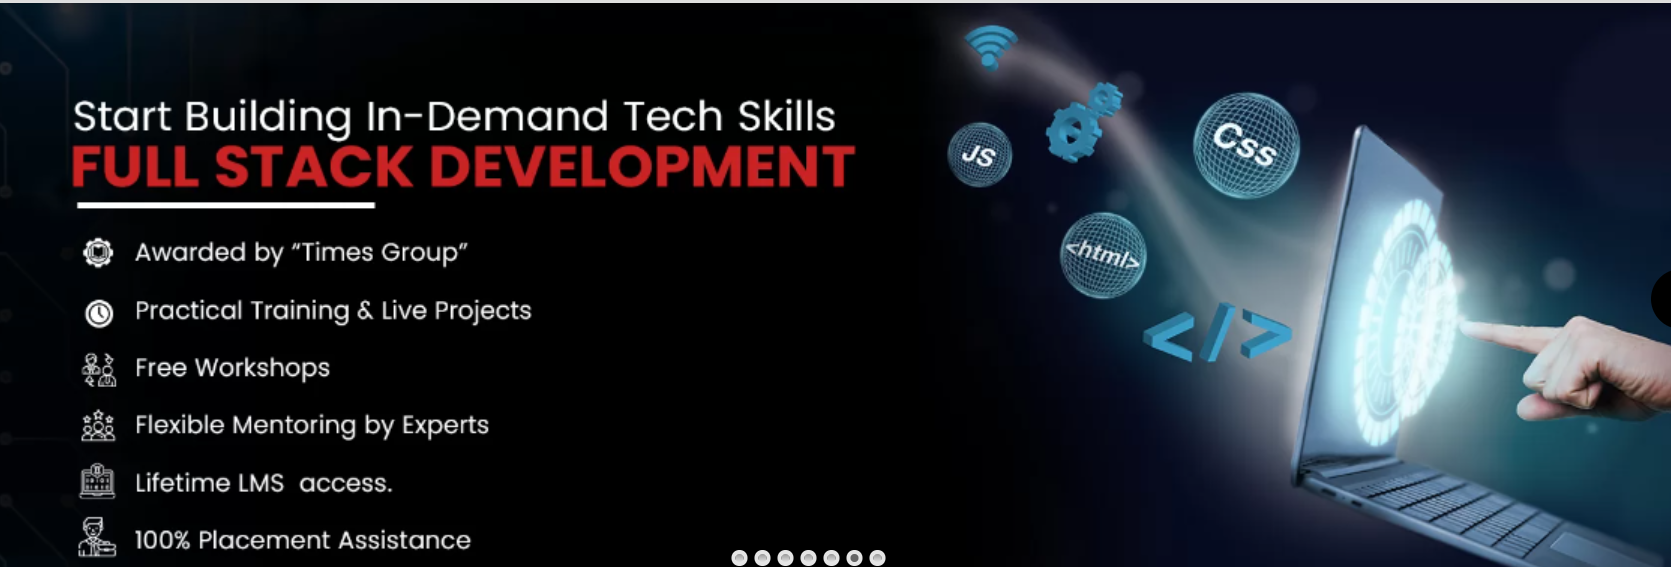 Start Building In-Demand Tech Skills
FULL STACK DEVELOPMENT
Awarded by “Times Group”
Practical Training & Live Projects
Free Workshops
Flexible Mentoring by Experts
Lifetime LMS  access.
100% Placement Assistance
JS
Css
<html>
</>